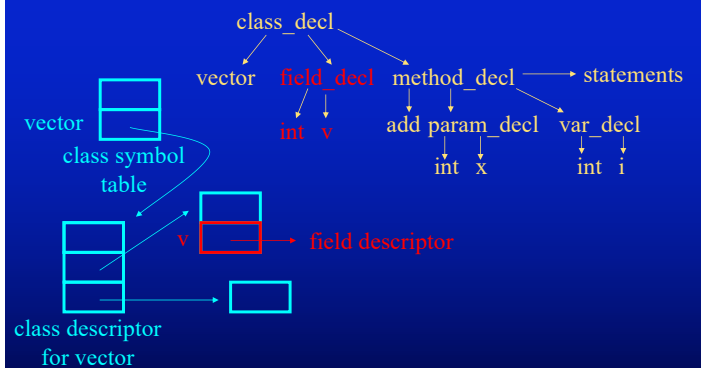 class_decl
vector field_decl method_decl statements
vector
int v add param_decl var_decl
class symbol
table
int x int i
v field descriptor
class descriptor
for vector